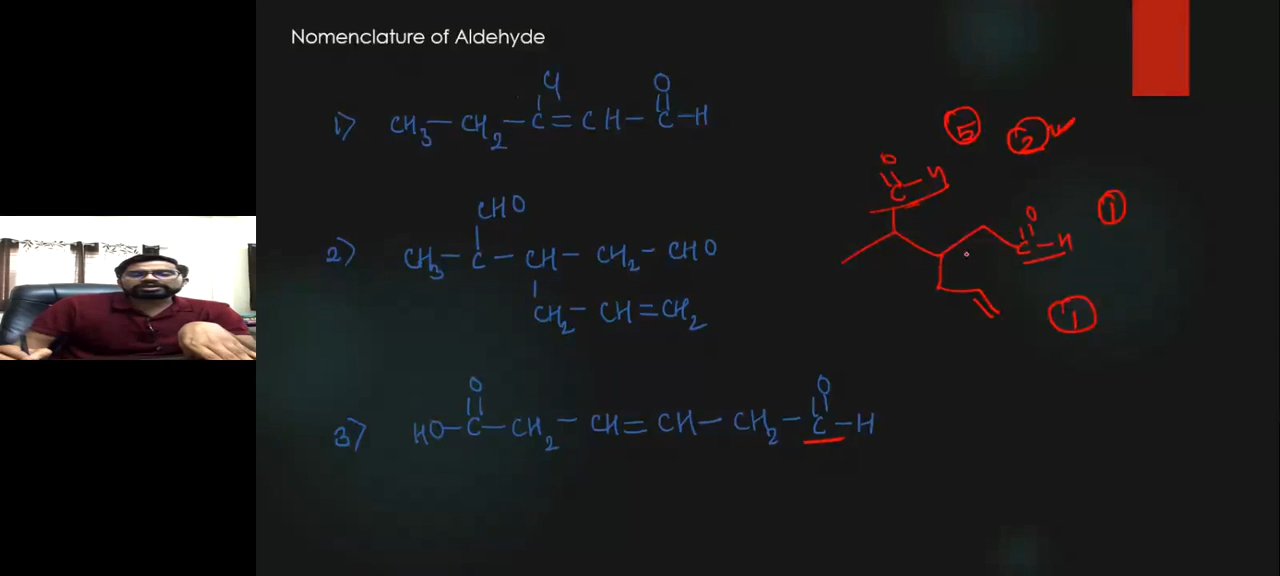 Nomenclature of Aldehyde
O
Cl
1) CH3 — CH2 — C = CH — C — H
CHO
2) CH3 — C — CH — CH2 — CHO
CH2 — CH = CH2
O O
3) HO — C — CH2 — CH = CH — CH2 — C — H
5 2
O
C H
1
O
C — H
1